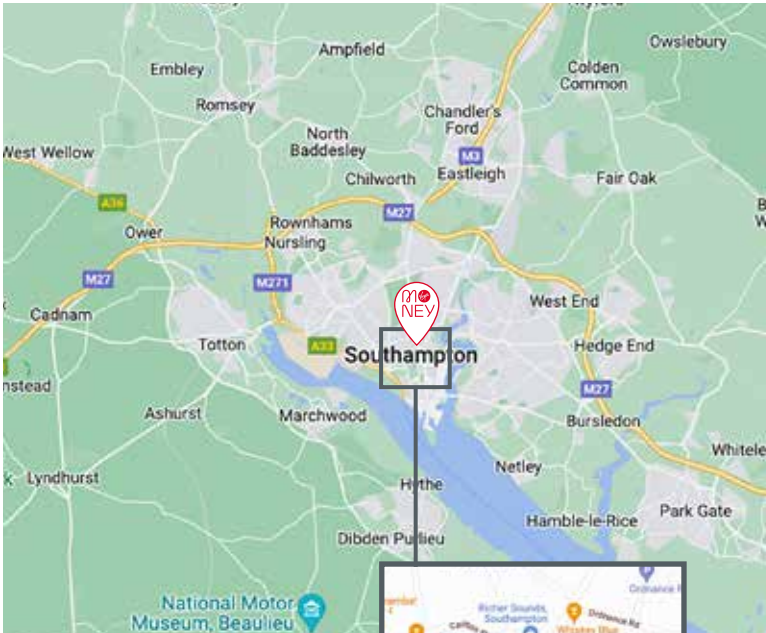 Ampfield
Owslebury
Embley
Colden
Common
Romsey
Chandler's
Ford
North
Baddesley
West Wellow
M3
Eastleigh
Chilworth
Fair Oak
A36
M27
Ower
Rownhams
Nursling
M27
M271
MONEY
West End
Cadnam
Totton
A33
Southampton
Hedge End
nstead
M27
Ashurst
Marchwood
Bursledon
Whitele
Netley
Lyndhurst
Hythe
Hamble-le-Rice
Park Gate
Dibden Purlieu
National Motor
Museum, Beaulieu
Ordnance R
Richer Sounds,
Southampton
Ordnance Rd
Whiskey Blue